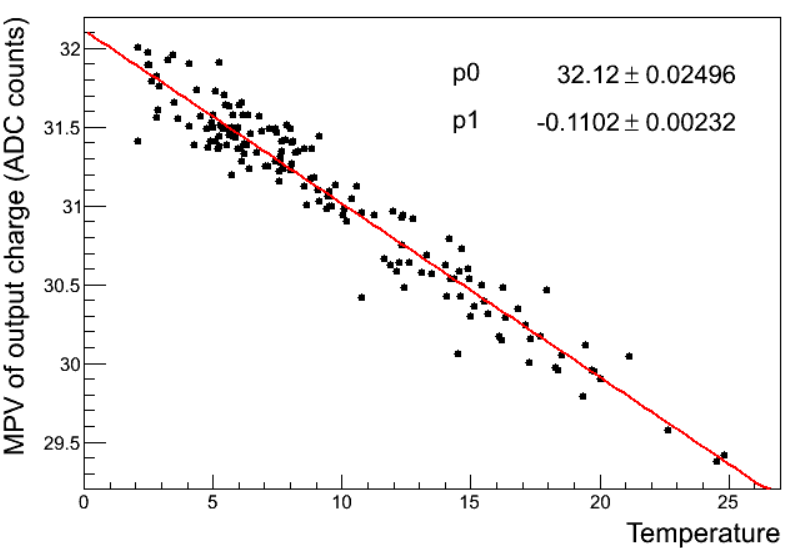 MPV of output charge (ADC counts)
32
31.5
31
30.5
30
29.5
p0 32.12 ± 0.02496
p1 -0.1102 ± 0.00232
0 5 10 15 20 25
Temperature